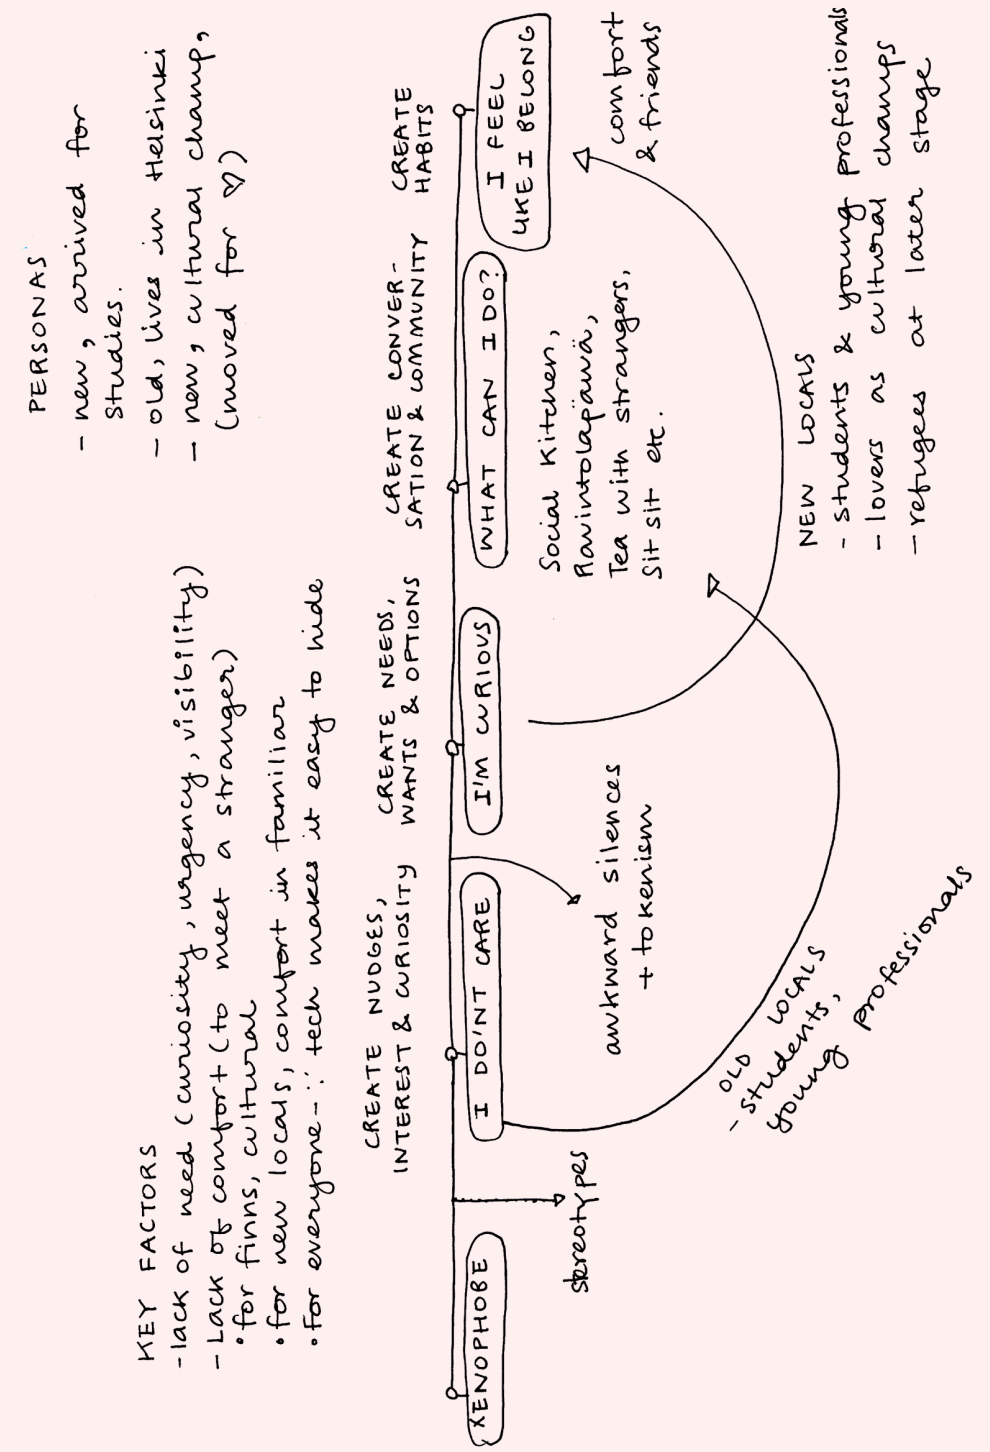 KEY FACTORS
- lack of need (curiosity, urgency, visibility)
- Lack of comfort (to meet a stranger)
• for finns, cultural
• for new locals, comfort in familiar
• for everyone - ∵ tech makes it easy to hide
PERSONAS
- new, arrived for
studies.
- old, lives in Helsinki
- new, cultural champ,
(moved for ♡)
CREATE NUDGES,
INTEREST & CURIOSITY
CREATE NEEDS,
WANTS & OPTIONS
CREATE CONVER-
SATION & COMMUNITY
CREATE
HABITS
XENOPHOBE
I DO'NT CARE
I'M CURIOUS
WHAT CAN I DO?
I FEEL
LIKE I BELONG
stereotypes
awkward silences
+ tokenism
Social Kitchen,
Ravintolapäivä,
Tea with strangers,
Sit sit etc.
comfort
& friends
OLD LOCALS
- students,
young professionals
NEW LOCALS
- students & young professionals
- lovers as cultural champs
- refugees at later stage